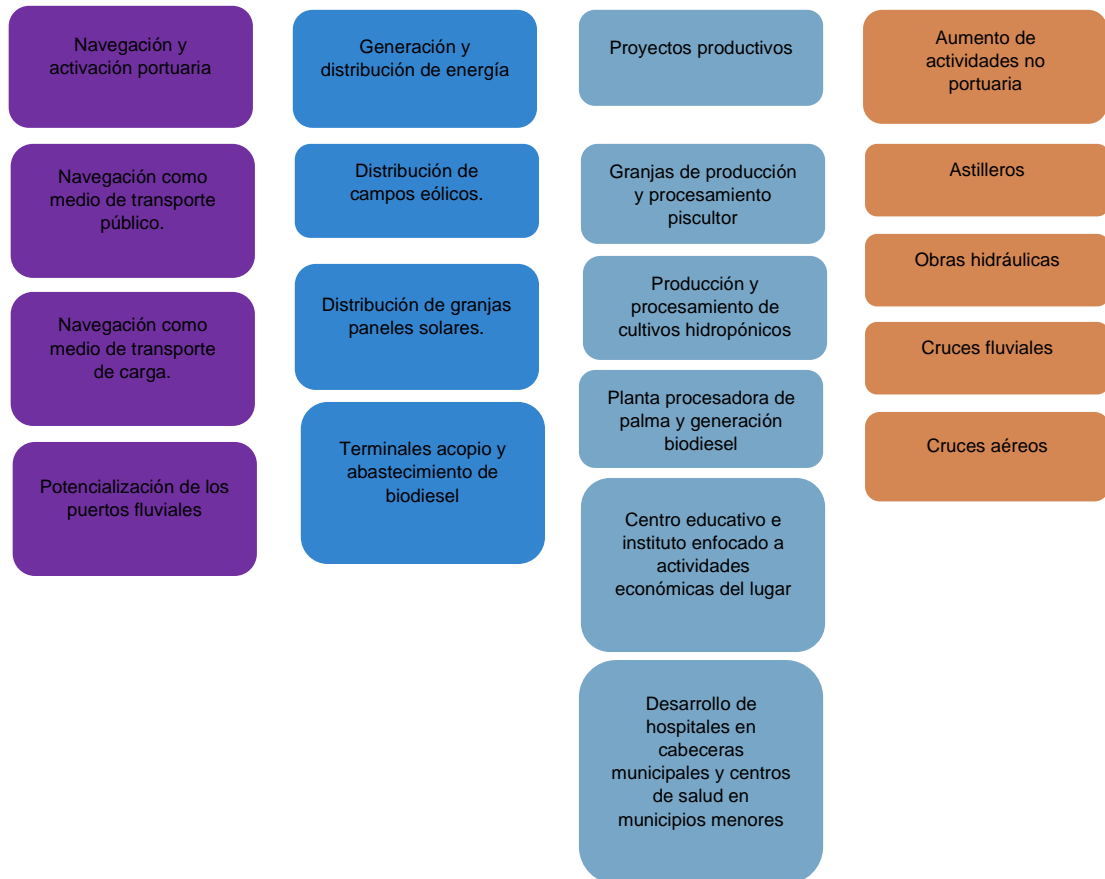 Navegación y
activación portuaria
Navegación como
medio de transporte
público.
Navegación como
medio de transporte
de carga.
Potencialización de los
puertos fluviales
Generación y
distribución de energía
Distribución de
campos eólicos.
Distribución de granjas
paneles solares.
Terminales acopio y
abastecimiento de
biodiesel
Proyectos productivos
Granjas de producción
y procesamiento
piscultor
Producción y
procesamiento de
cultivos hidropónicos
Planta procesadora de
palma y generación
biodiesel
Centro educativo e
instituto enfocado a
actividades
económicas del lugar
Desarrollo de
hospitales en
cabeceras
municipales y centros
de salud en
municipios menores
Aumento de
actividades no
portuaria
Astilleros
Obras hidráulicas
Cruces fluviales
Cruces aéreos